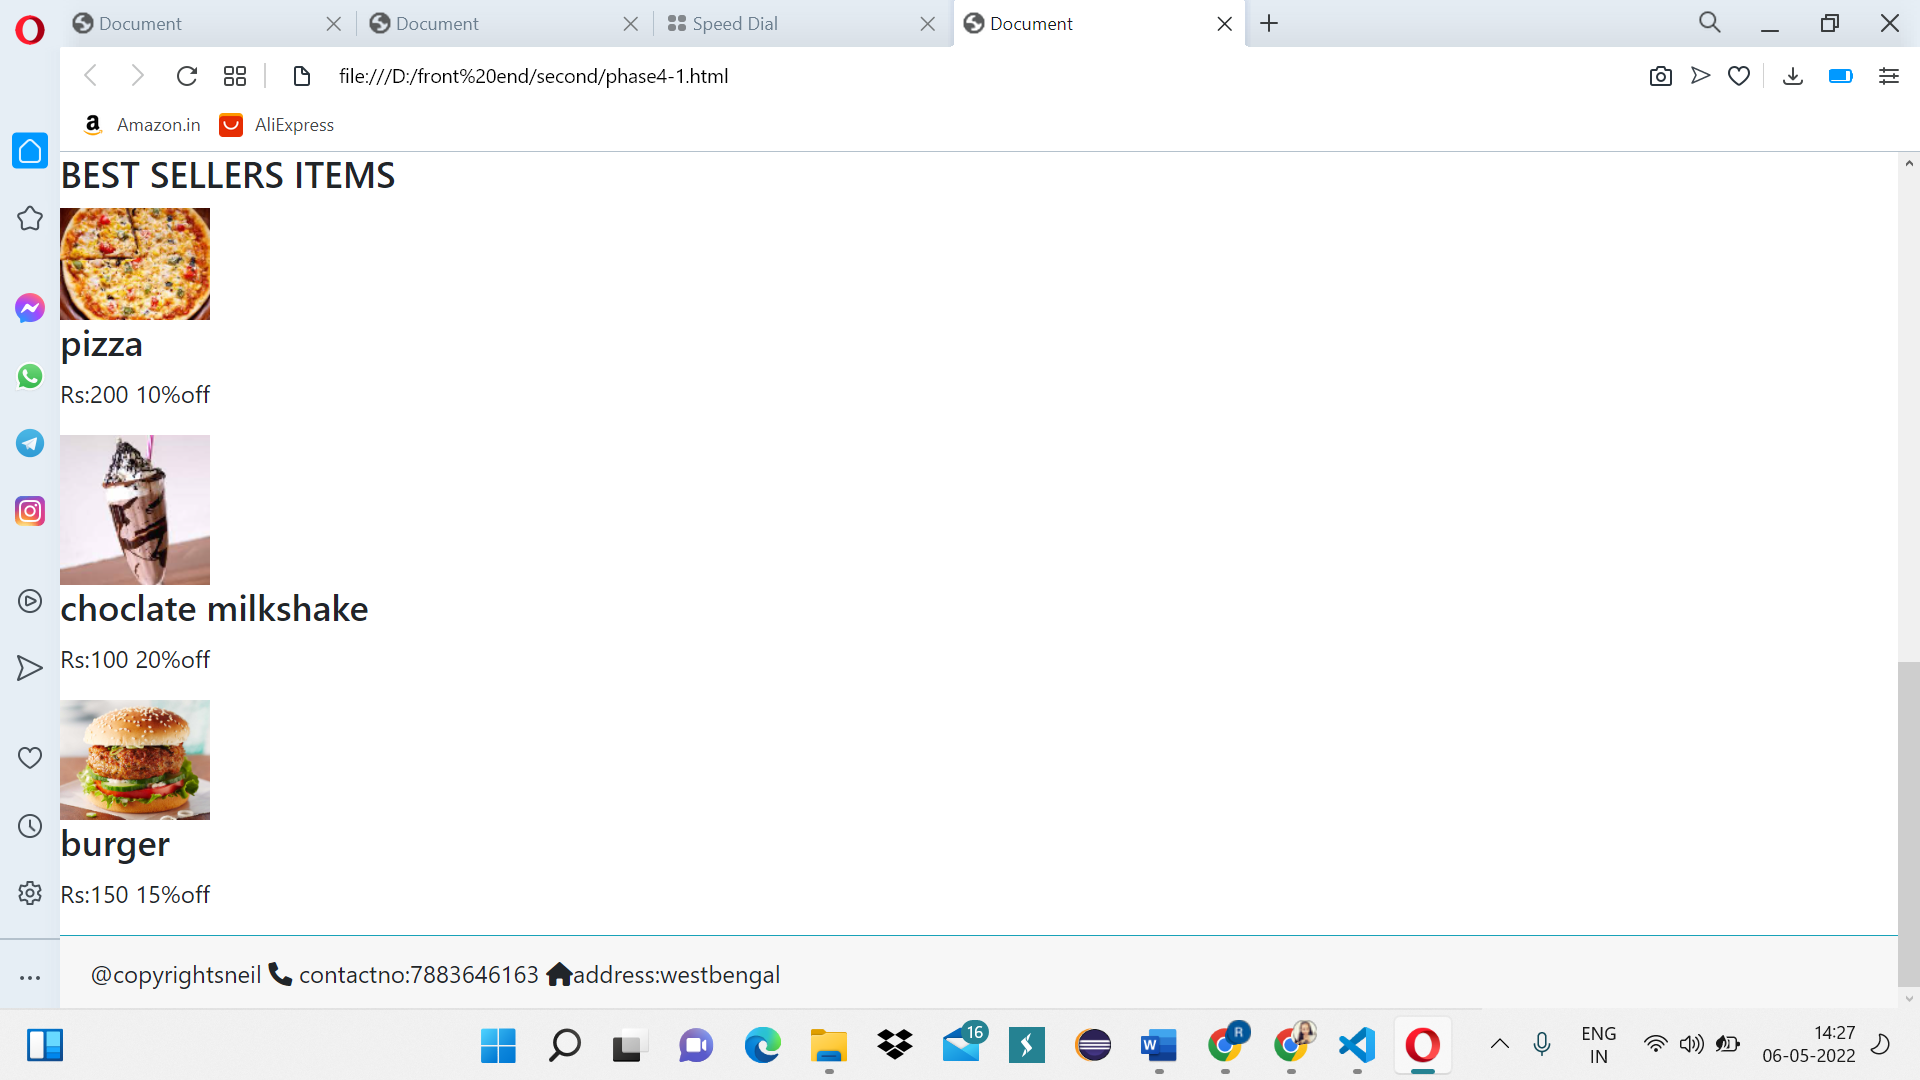 Document
Document
Speed Dial
Document
file:///D:/front%20end/second/phase4-1.html
a Amazon.in
AliExpress
BEST SELLERS ITEMS
pizza
Rs:200 10%off
choclate milkshake
Rs:100 20%off
burger
Rs:150 15%off
@copyrightsneil contactno:7883646163 address:westbengal
16
W
R
ENG
IN
14:27
06-05-2022